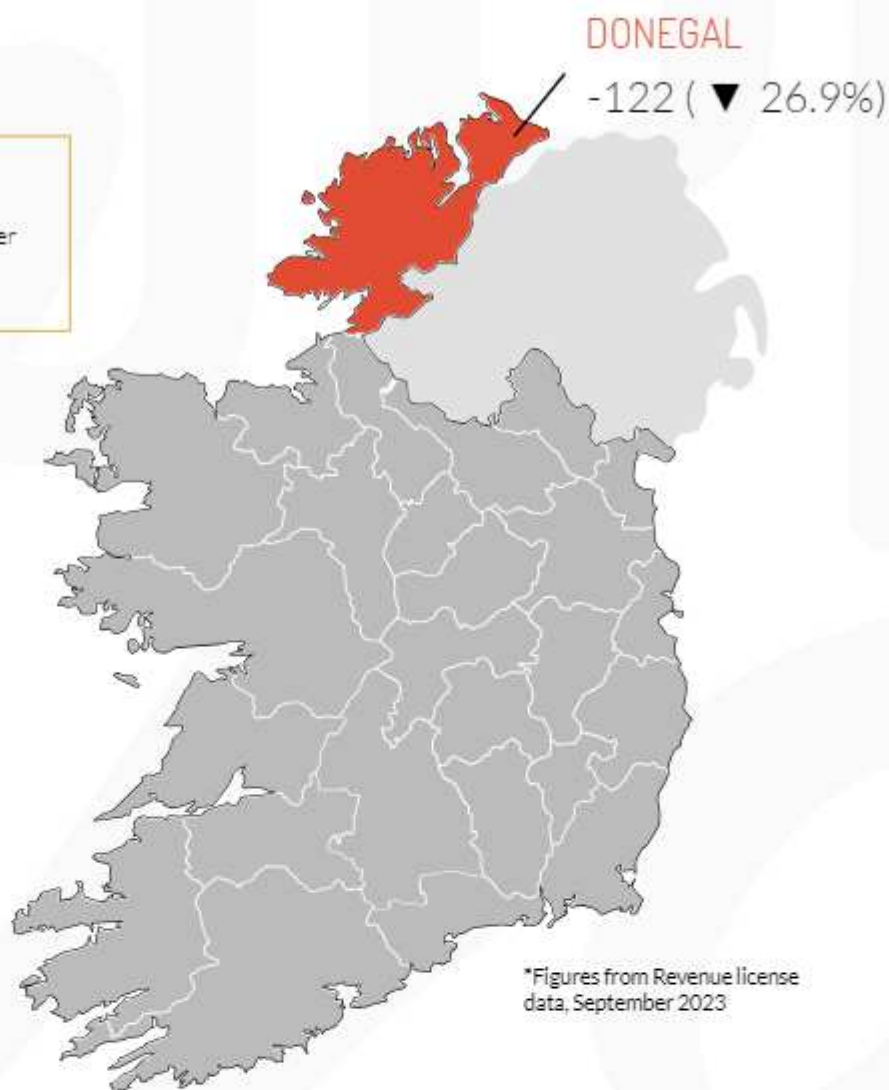 DONEGAL
-122 ( ▼ 26.9%)
*Figures from Revenue license
data, September 2023